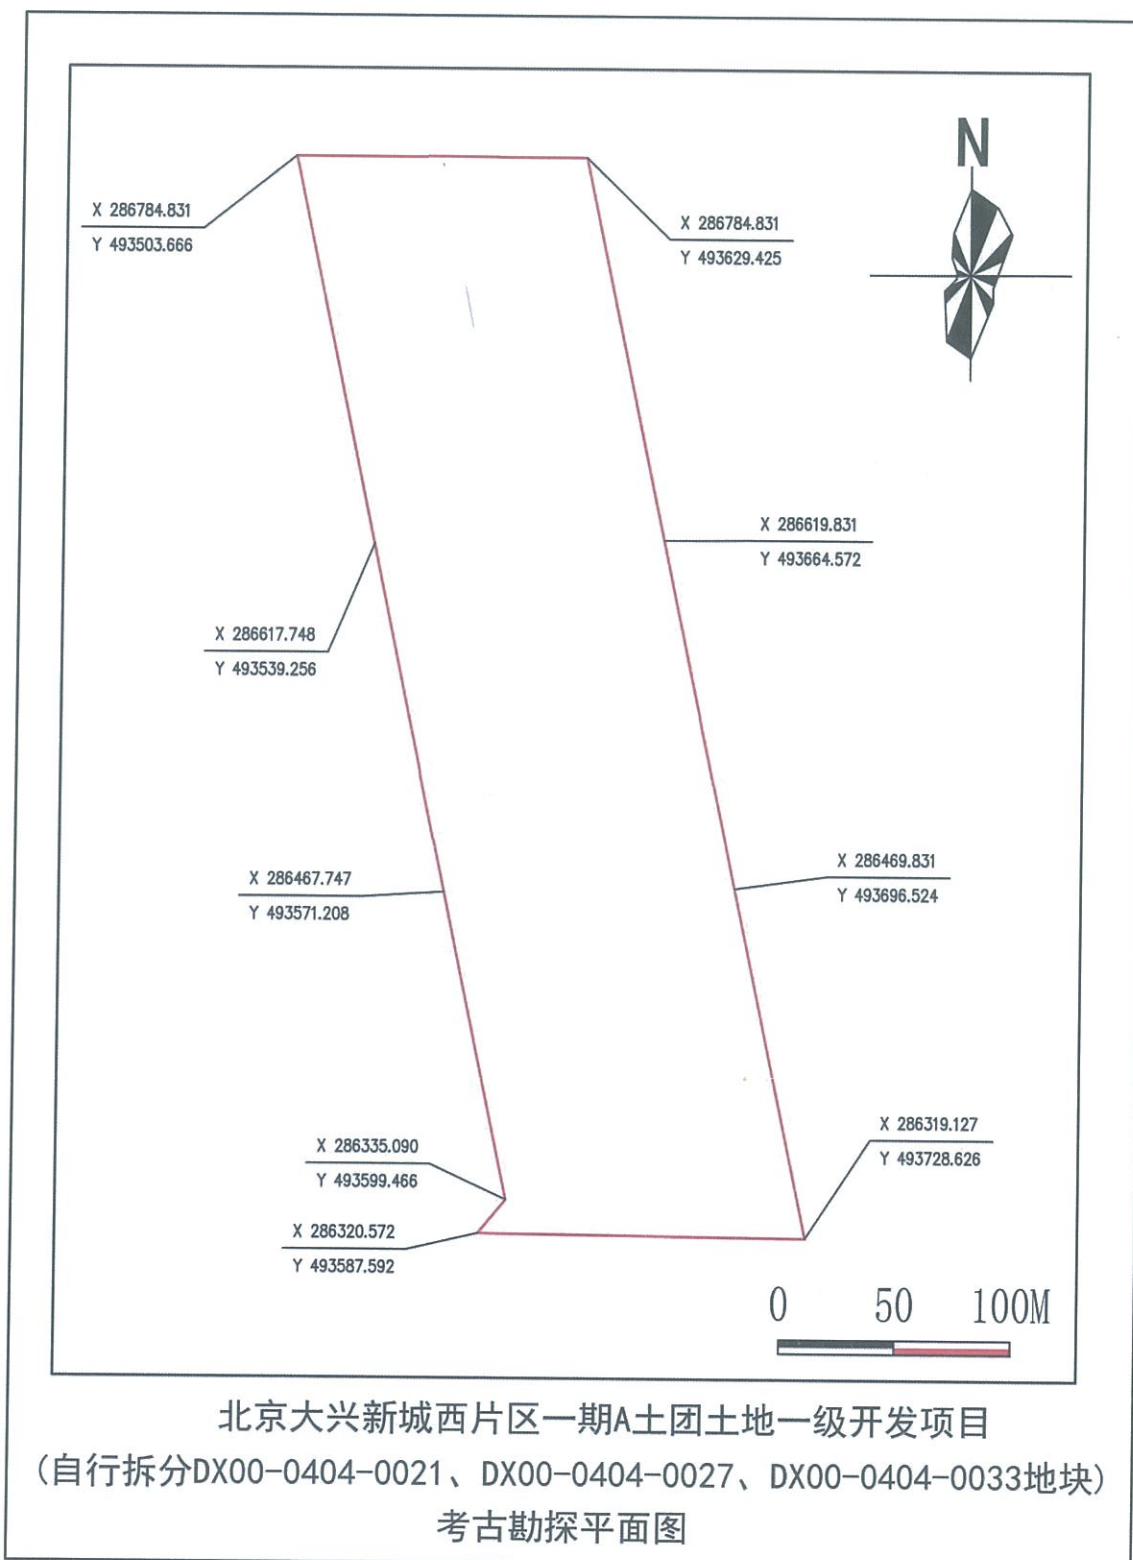 N
X 286784.831
Y 493503.666
X 286784.831
Y 493629.425
X 286619.831
Y 493664.572
X 286617.748
Y 493539.256
X 286469.831
Y 493696.524
X 286467.747
Y 493571.208
X 286319.127
Y 493728.626
X 286335.090
Y 493599.466
X 286320.572
Y 493587.592
0 50 100M
北京大兴新城西片区一期A土团土地一级开发项目
(自行拆分DX00-0404-0021、DX00-0404-0027、DX00-0404-0033地块)
考古勘探平面图